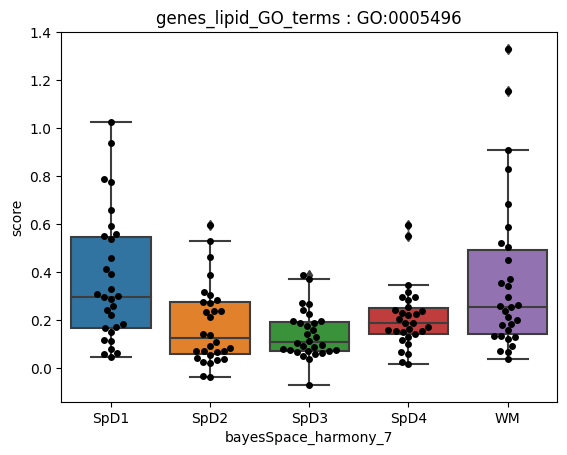 genes_lipid_GO_terms : GO:0005496
1.4
1.2
1.0
0.8
0.6
0.4
0.2
0.0
score
SpD1 SpD2 SpD3 SpD4 WM
bayesSpace_harmony_7